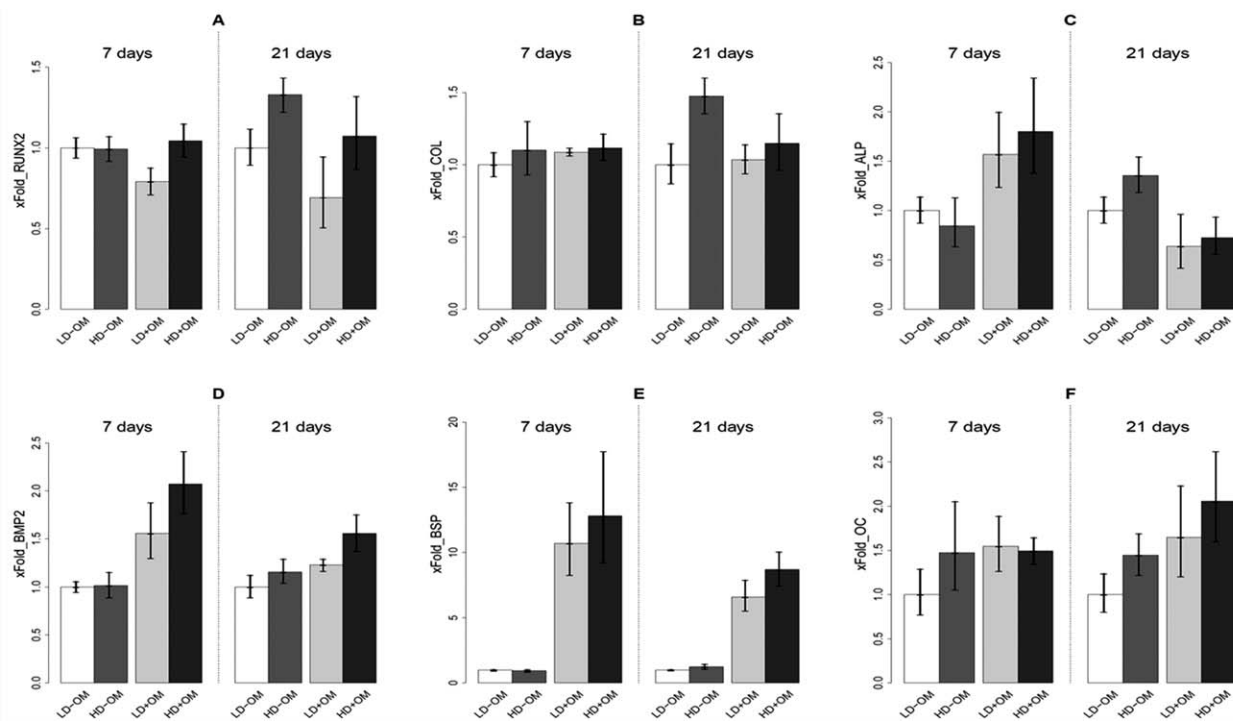 A
7 days 21 days
xFold_RUNX2
0.0 0.5 1.0 1.5
LD−OM HD−OM LD+OM HD+OM LD−OM HD−OM LD+OM HD+OM
B
7 days 21 days
xFold_COL
0.0 0.5 1.0 1.5
LD−OM HD−OM LD+OM HD+OM LD−OM HD−OM LD+OM HD+OM
C
7 days 21 days
xFold_ALP
0.0 0.5 1.0 1.5 2.0 2.5
LD−OM HD−OM LD+OM HD+OM LD−OM HD−OM LD+OM HD+OM
D
7 days 21 days
xFold_BMP2
0.0 0.5 1.0 1.5 2.0 2.5
LD−OM HD−OM LD+OM HD+OM LD−OM HD−OM LD+OM HD+OM
E
7 days 21 days
xFold_BSP
0 5 10 15 20
LD−OM HD−OM LD+OM HD+OM LD−OM HD−OM LD+OM HD+OM
F
7 days 21 days
xFold_OC
0.0 0.5 1.0 1.5 2.0 2.5 3.0
LD−OM HD−OM LD+OM HD+OM LD−OM HD−OM LD+OM HD+OM